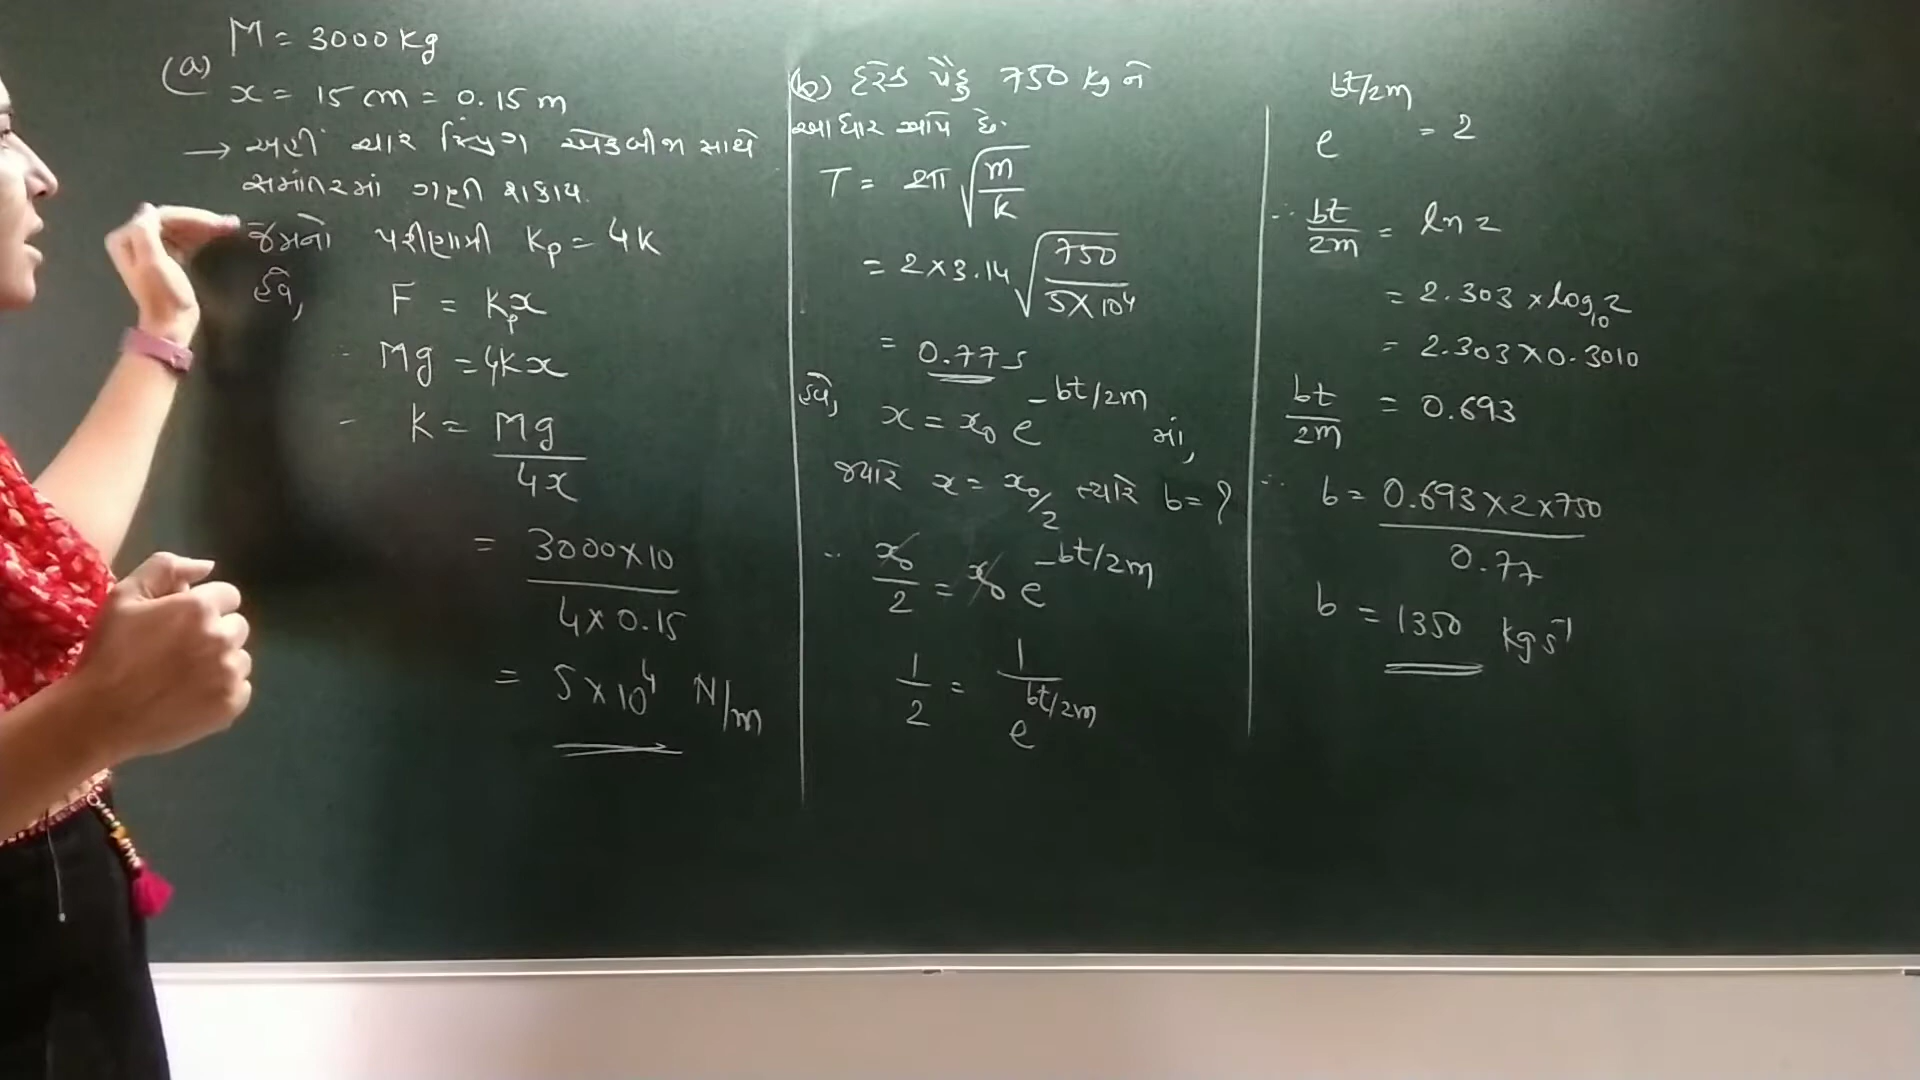 M = 3000 kg
(a)
x = 15 cm = 0.15 m
→ અહીં ચાર સ્પ્રિંગ એકબીજા સાથે
સમાંતરમાં ગણી શકાય.
જેમનો પરીણામી Kp = 4K
હવે,
F = Kpx
∴ Mg = 4Kx
∴ K = Mg / 4x
= 3000×10 / 4×0.15
= 5×10⁴ N/m
(b) દરેક પૈડુ 750 kg ને
આધાર આપે છે.
T = 2π √(m/k)
= 2×3.14 √(750 / 5×10⁴)
= 0.77 s
હવે, x = x₀ e^(-bt/2m) માં,
જ્યારે x = x₀/2 ત્યારે b = ?
∴ x₀/2 = x₀ e^(-bt/2m)
1/2 = 1 / e^(bt/2m)
e^(bt/2m) = 2
∴ bt/2m = ln 2
= 2.303 × log₁₀2
= 2.303×0.3010
bt/2m = 0.693
∴ b = 0.693×2×750 / 0.77
b = 1350 kg s⁻¹